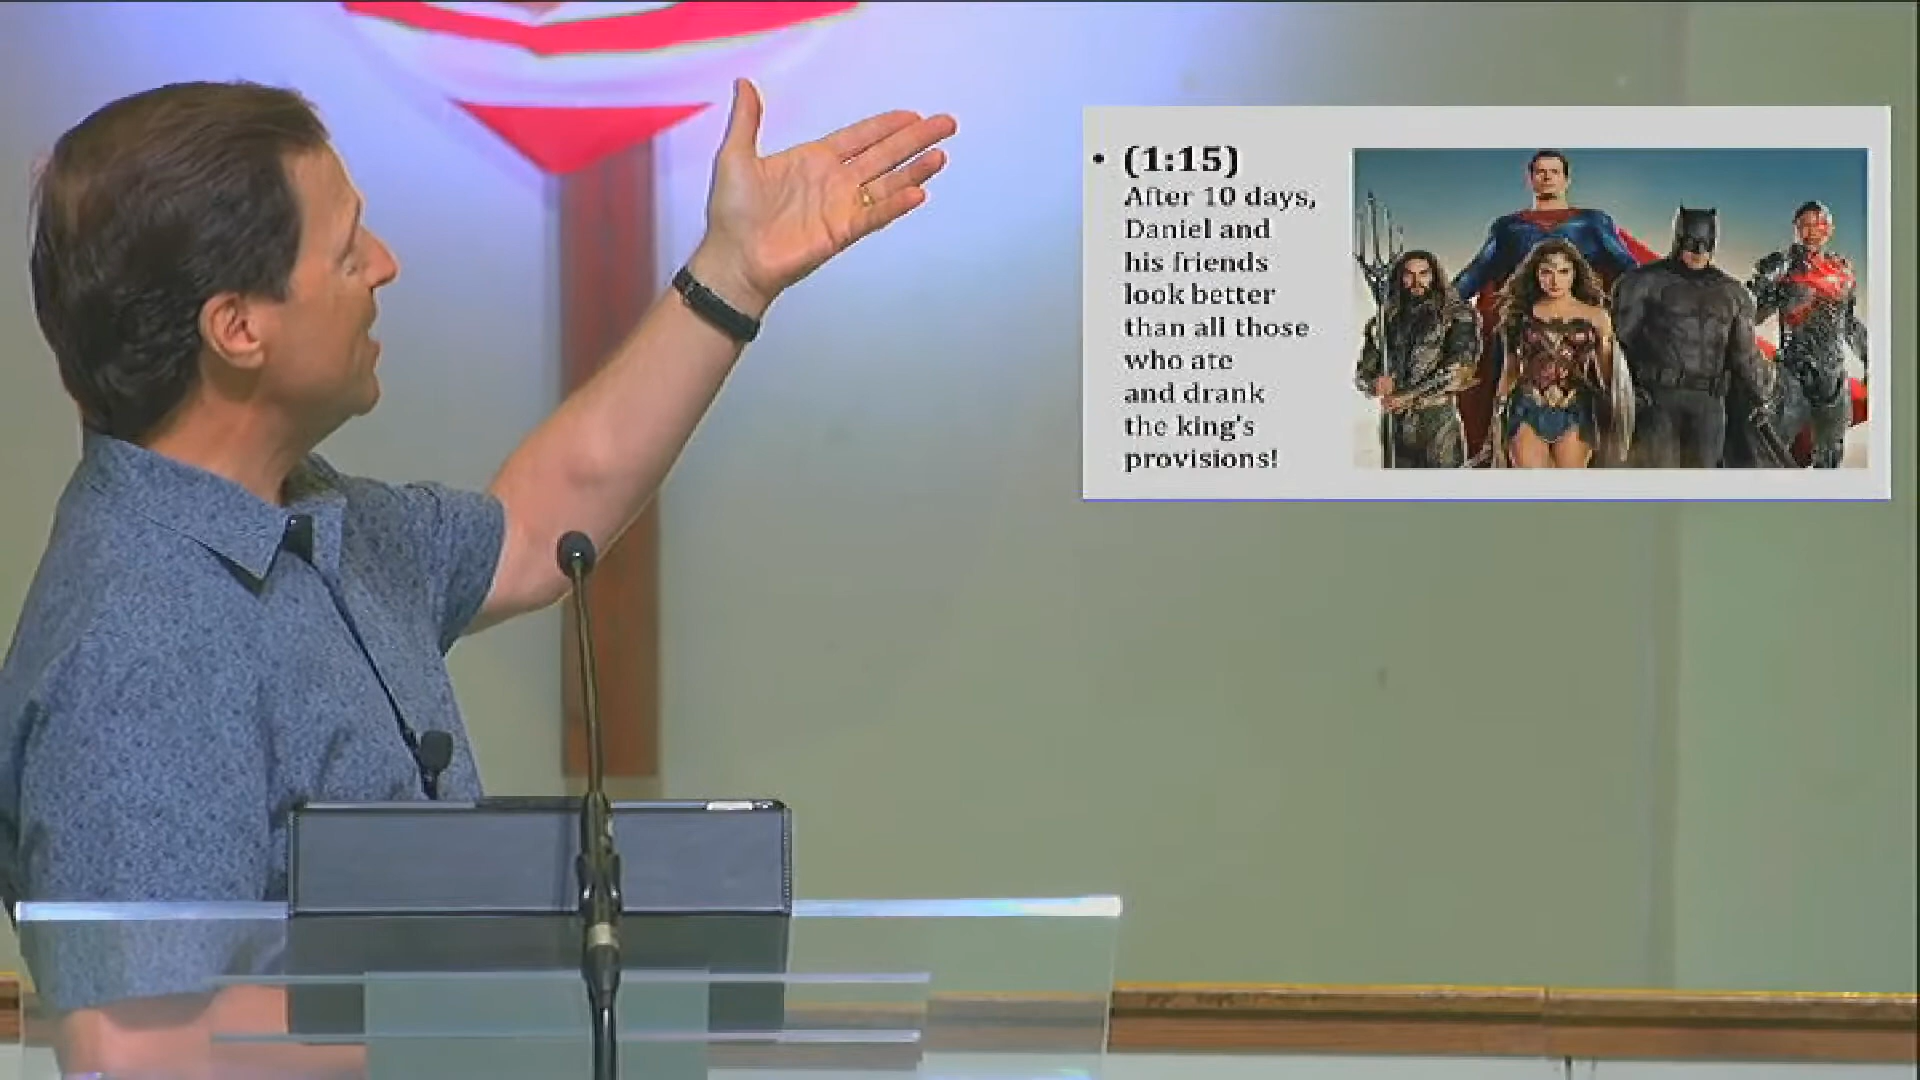 • (1:15)
After 10 days,
Daniel and
his friends
look better
than all those
who ate
and drank
the king's
provisions!